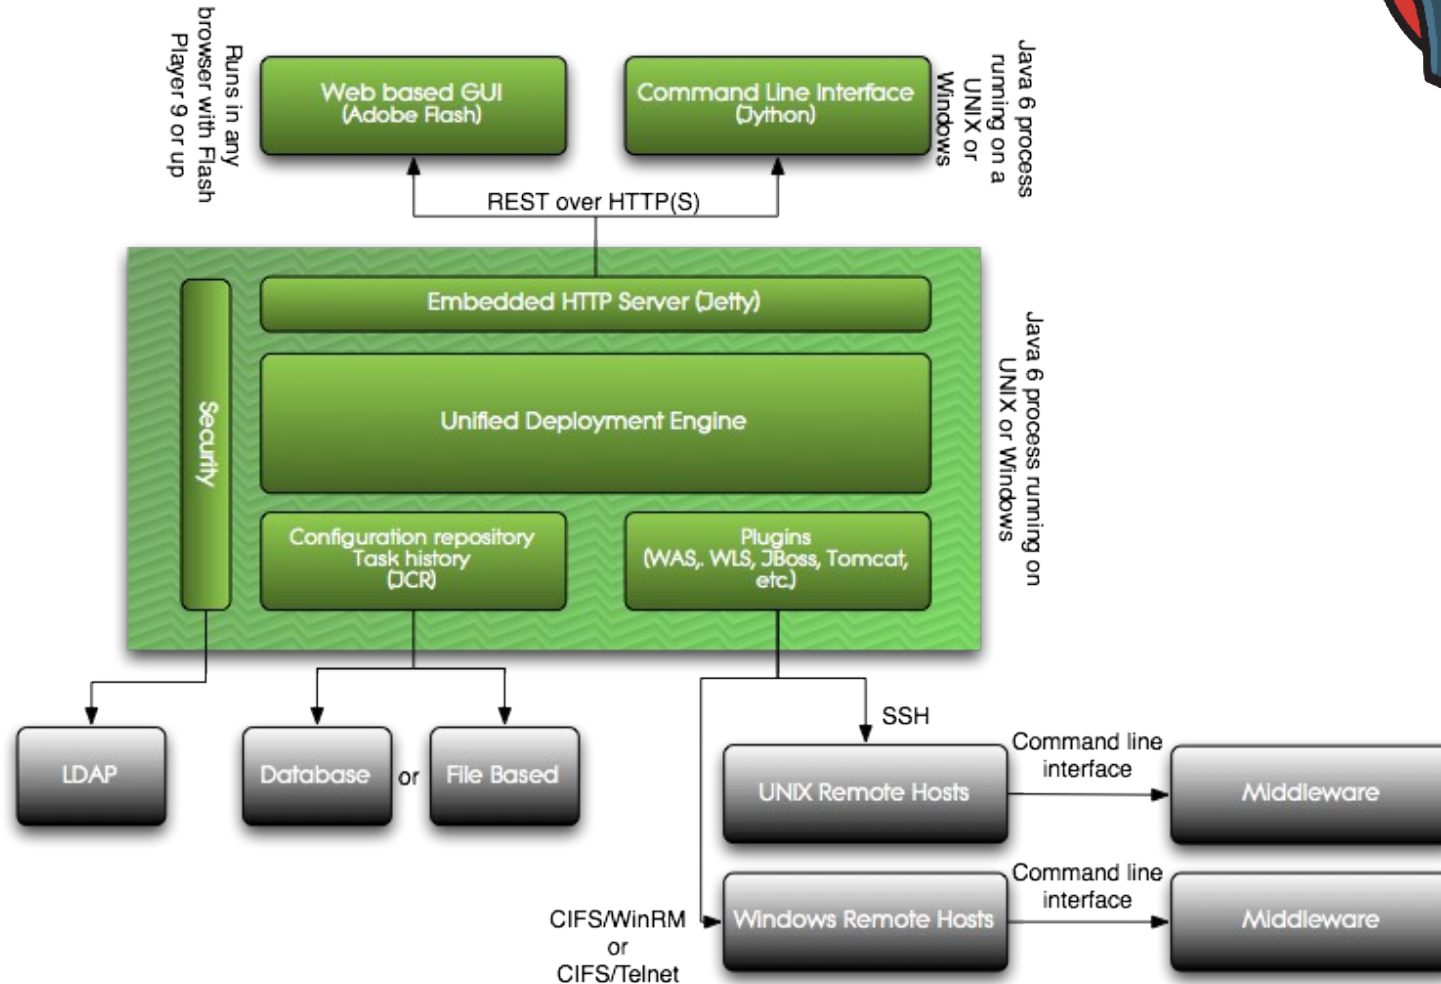 Runs in any
browser with Flash
Player 9 or up
Web based GUI
(Adobe Flash)
Command Line Interface
(Jython)
Java 6 process
running on a
UNIX or
Windows
REST over HTTP(S)
Embedded HTTP Server (Jetty)
Security
Unified Deployment Engine
Java 6 process running on
UNIX or Windows
Configuration repository
Task history
(JCR)
Plugins
(WAS,. WLS, JBoss, Tomcat,
etc.)
LDAP
Database
or
File Based
SSH
UNIX Remote Hosts
Command line
interface
Middleware
CIFS/WinRM
or
CIFS/Telnet
Windows Remote Hosts
Command line
interface
Middleware